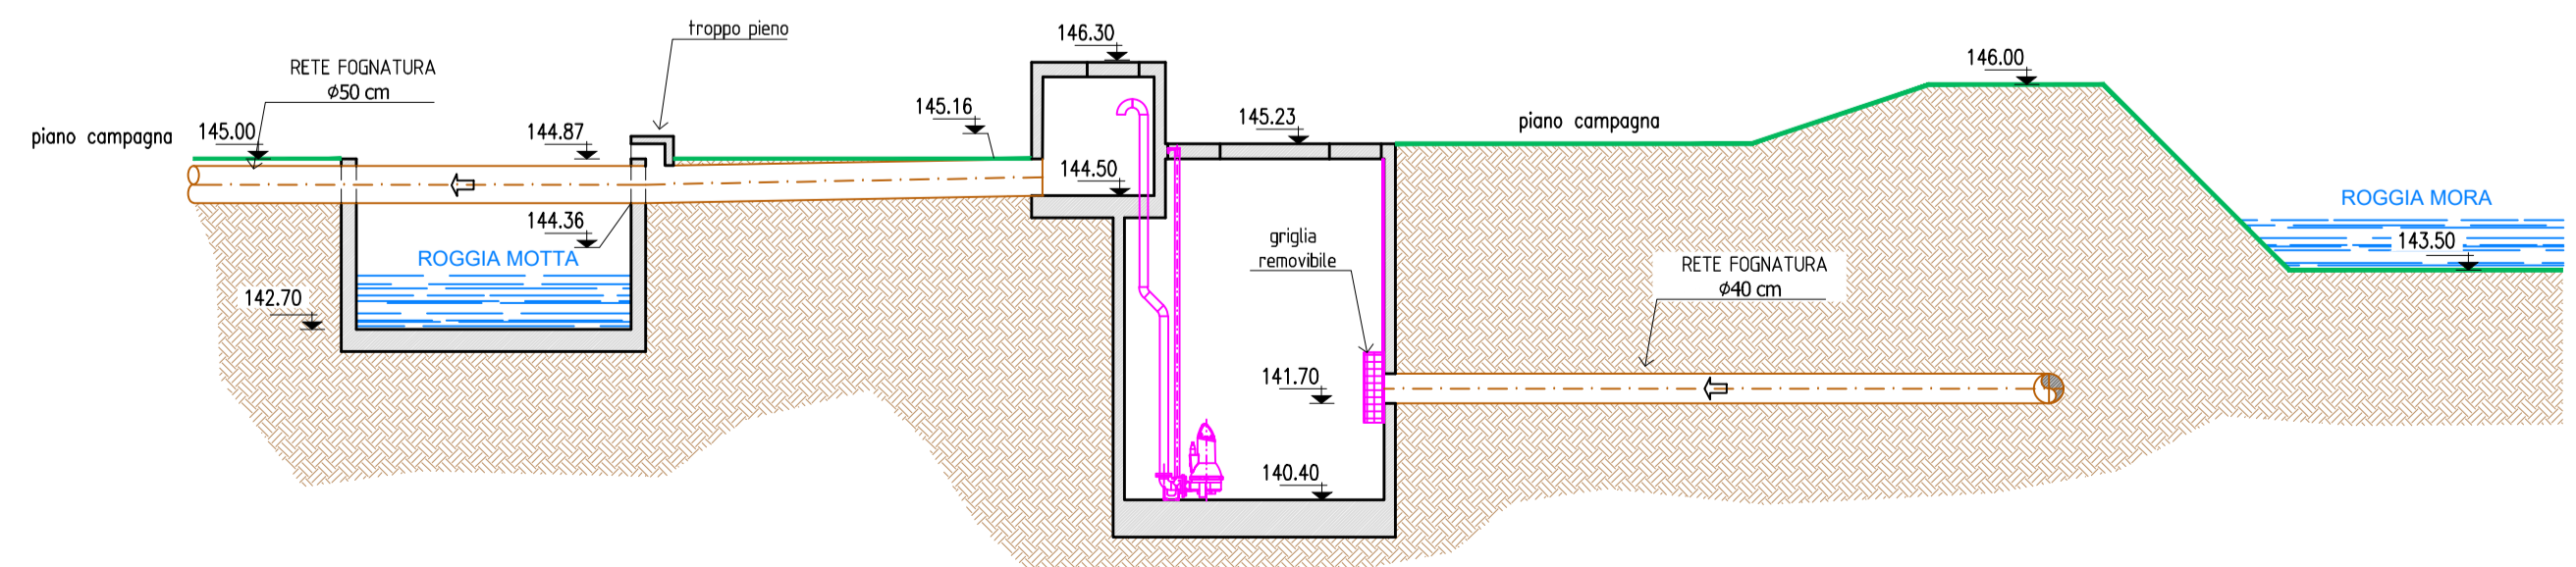 troppo pieno
146.30
146.00
RETE FOGNATURA
φ50 cm
145.16
145.23
piano campagna
piano campagna
145.00
144.87
144.50
ROGGIA MORA
144.36
143.50
griglia
removibile
ROGGIA MOTTA
RETE FOGNATURA
φ40 cm
142.70
141.70
140.40